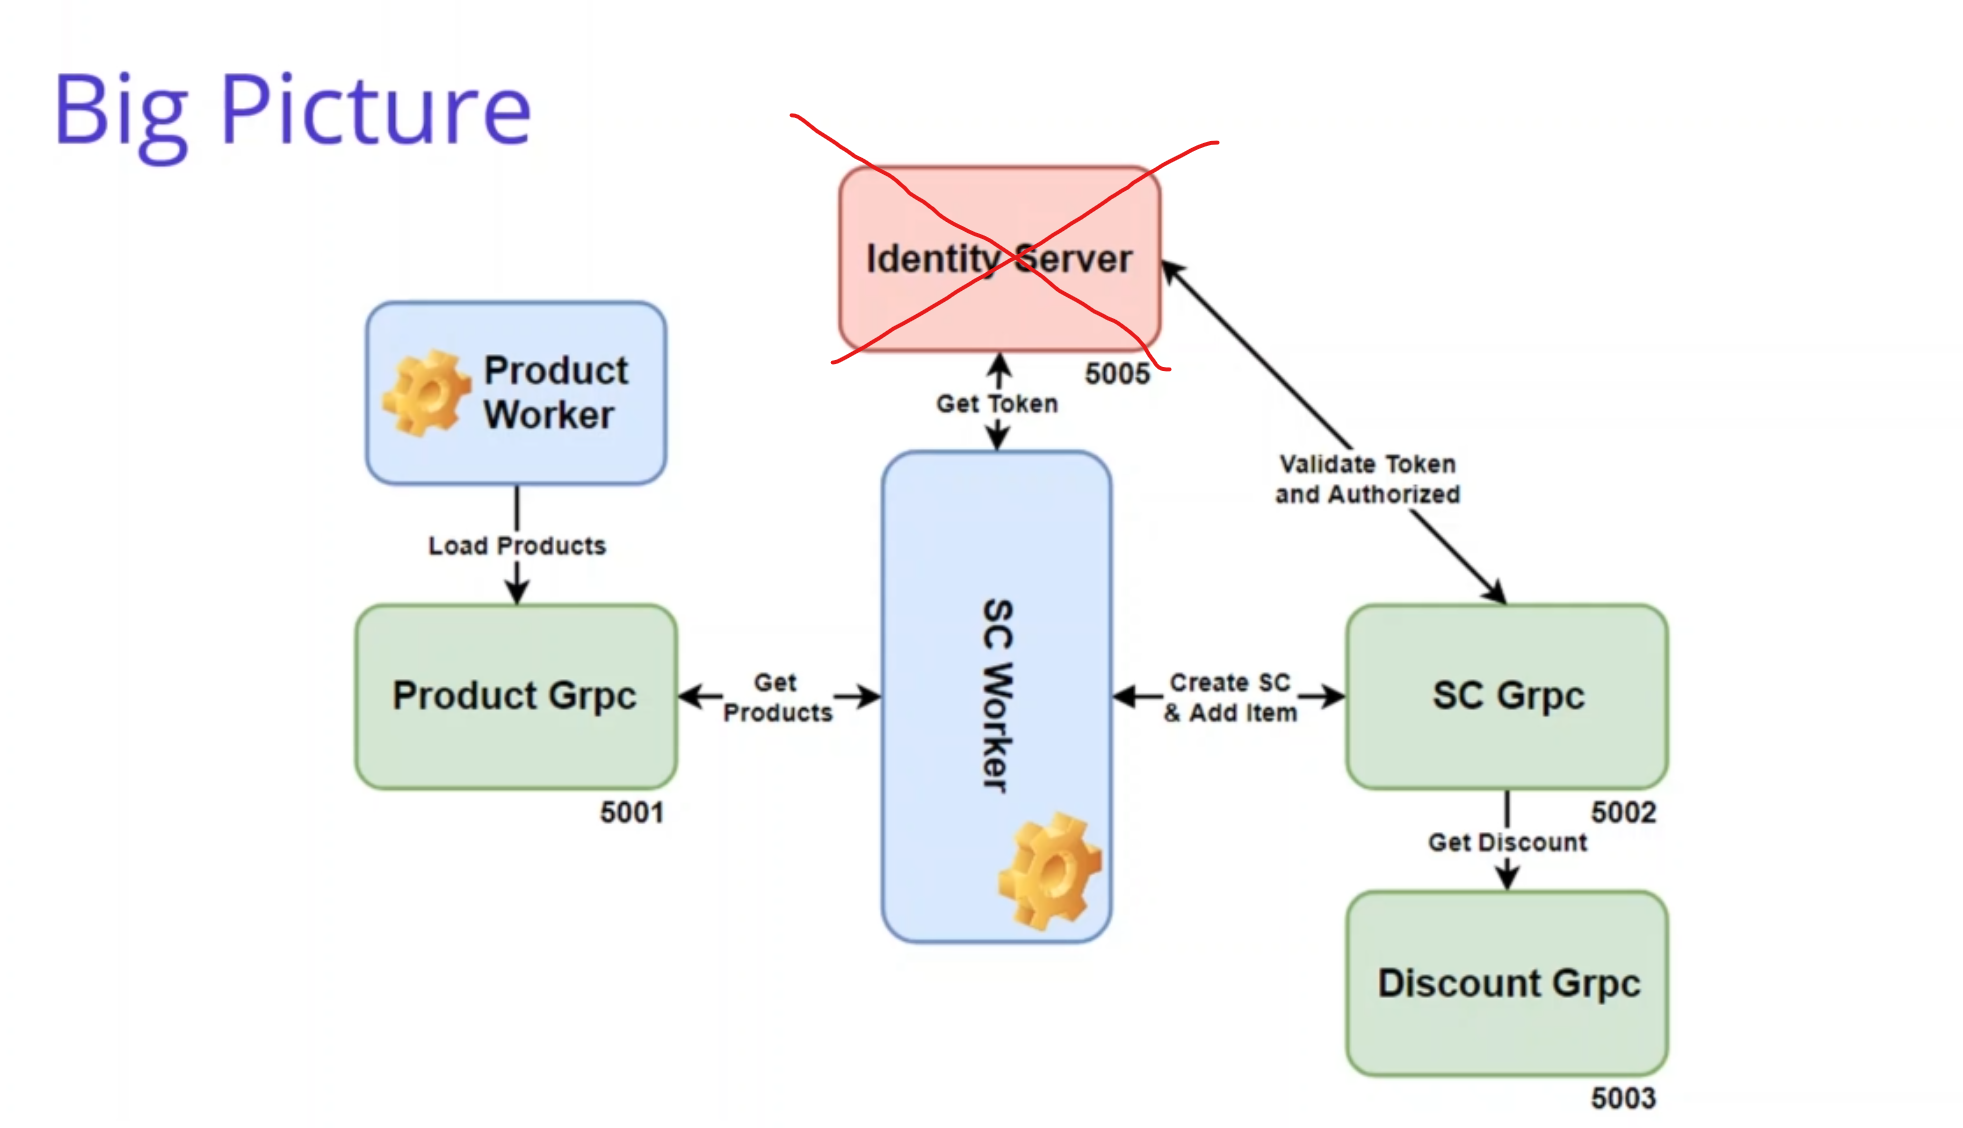 Big Picture
Identity Server
5005
Product
Worker
Get Token
Validate Token
and Authorized
Load Products
Product Grpc
5001
Get
Products
SC Worker
Create SC
& Add Item
SC Grpc
5002
Get Discount
Discount Grpc
5003